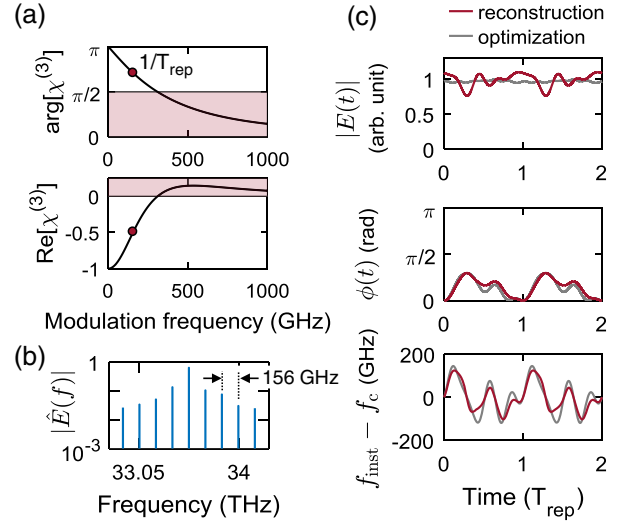 (a)
π
π/2
0
arg[χ^(3)]
1/T_rep
0
500
1000
0
-0.5
-1
Re[χ^(3)]
0
500
1000
Modulation frequency (GHz)
(b)
1
10^-3
|Ê(f)|
156 GHz
33.05
34
Frequency (THz)
(c)
reconstruction
optimization
1
0.5
0
|E(t)|
(arb. unit)
0
1
2
π
π/2
0
ϕ(t) (rad)
0
1
2
200
0
-200
f_inst − f_c (GHz)
0
1
2
Time (T_rep)